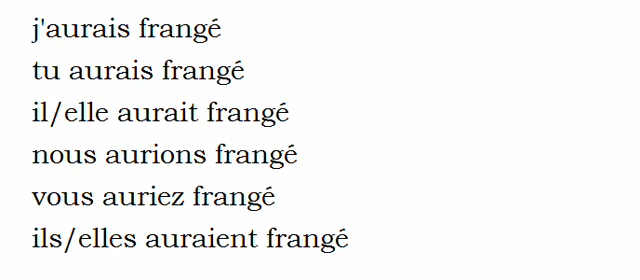 j'aurais frangé
tu aurais frangé
il/elle aurait frangé
nous aurions frangé
vous auriez frangé
ils/elles auraient frangé